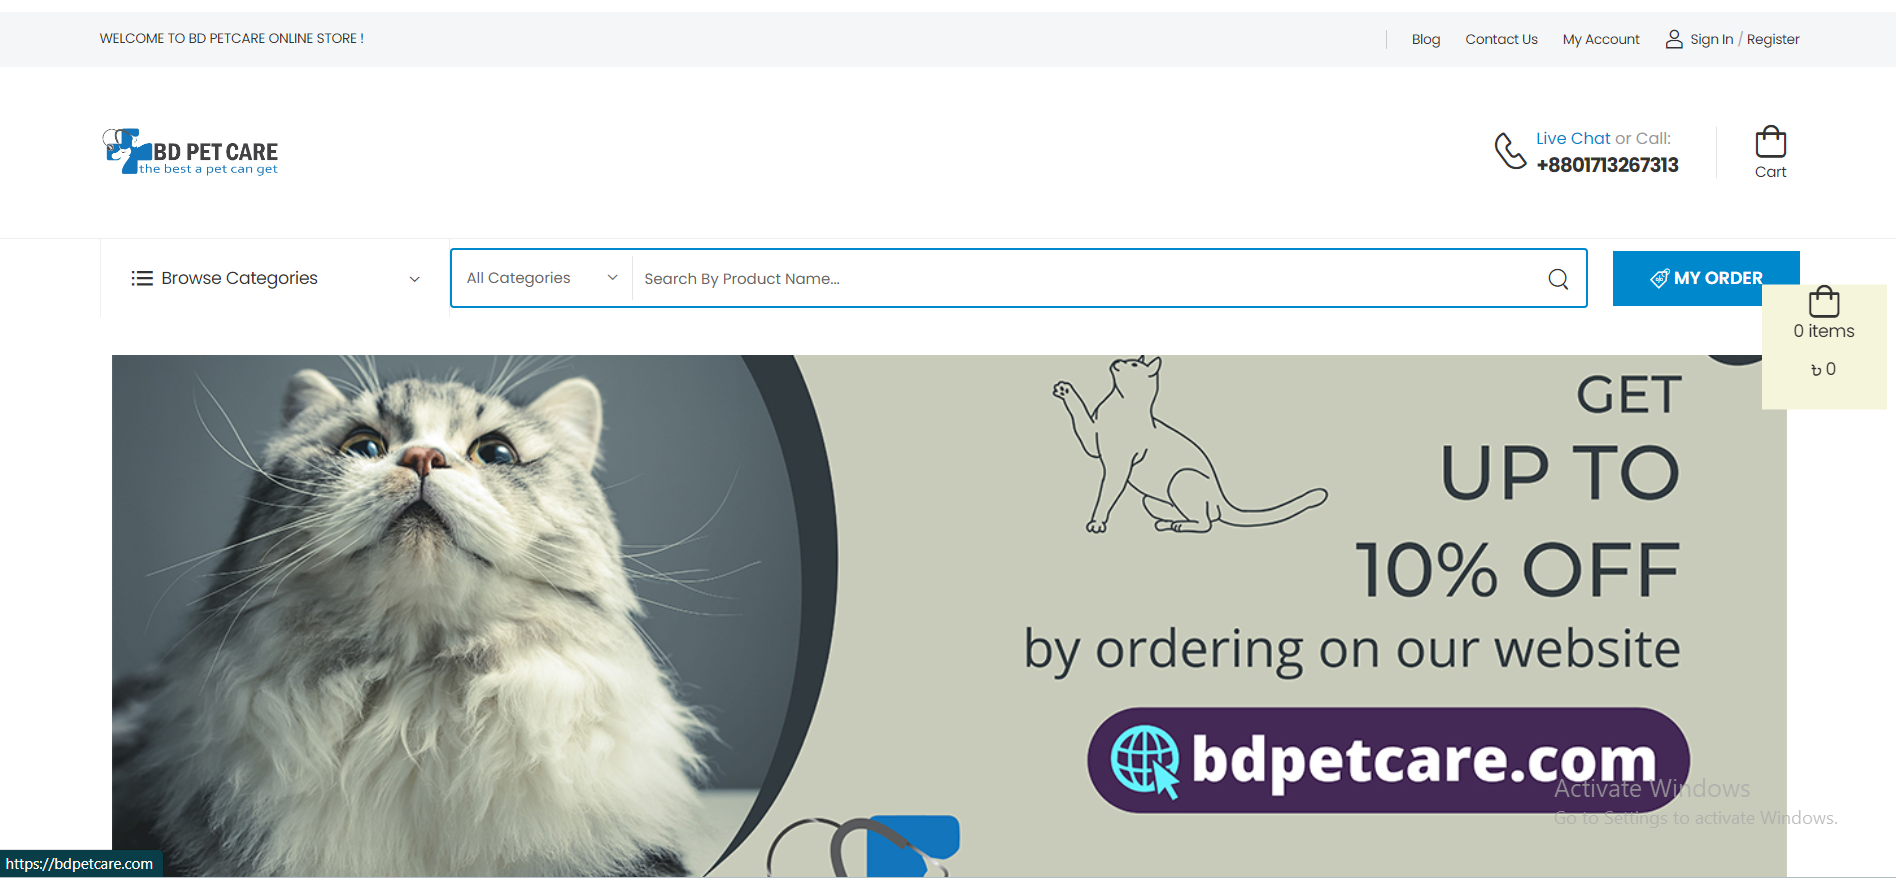 WELCOME TO BD PETCARE ONLINE STORE !
Blog Contact Us My Account Sign In / Register
BD PET CARE
the best a pet can get
Live Chat or Call:
+8801713267313
Cart
Browse Categories
All Categories
Search By Product Name...
MY ORDER
0 items
৳ 0
GET
UP TO
10% OFF
by ordering on our website
bdpetcare.com
Activate Windows
Go to Settings to activate Windows.
https://bdpetcare.com